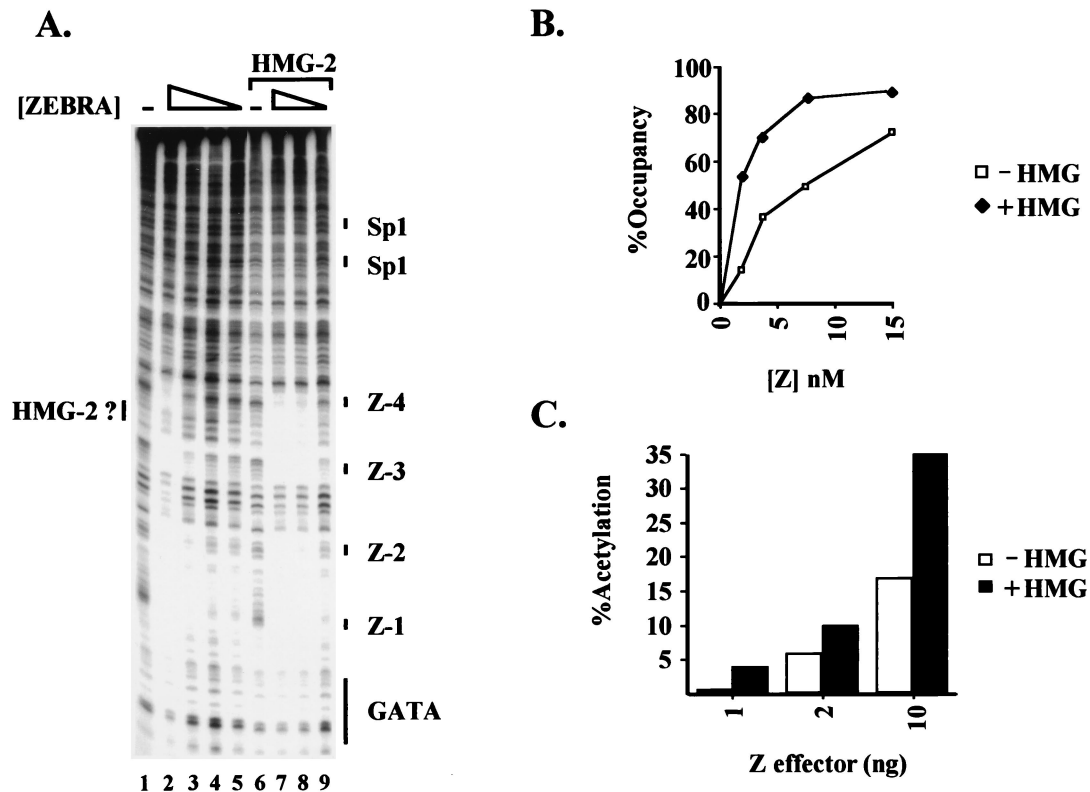 A.
HMG-2
[ZEBRA] - -
Sp1
Sp1
HMG-2 ?
Z-4
Z-3
Z-2
Z-1
GATA
1 2 3 4 5 6 7 8 9
B.
100
80
60
40
20
0
%Occupancy
0 5 10 15
[Z] nM
- HMG
+HMG
C.
35
30
25
20
15
10
5
%Acetylation
1 2 10
Z effector (ng)
- HMG
+HMG